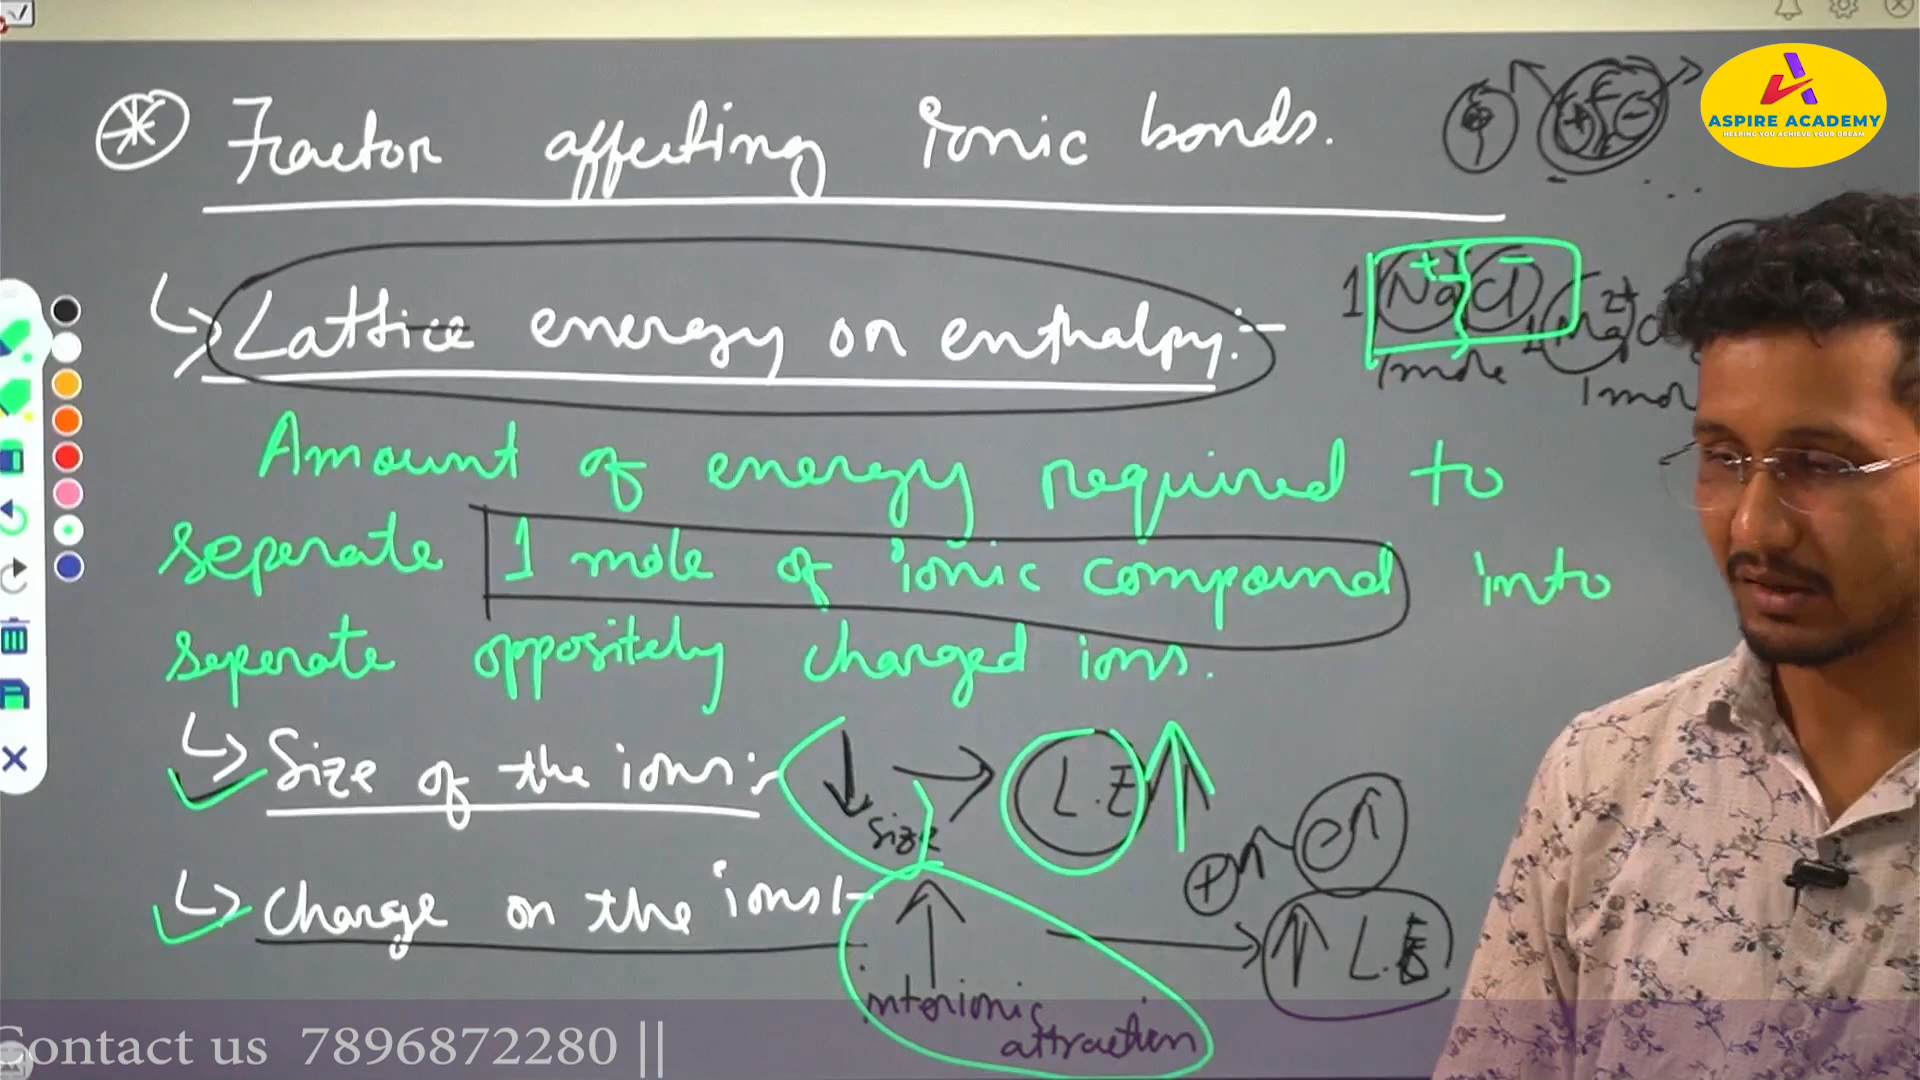 ASPIRE ACADEMY
HELPING YOU ACHIEVE YOUR DREAM
Factor affecting ionic bonds.
Lattice energy or enthalpy:-
1 Na+ Cl-
1 mole
Amount of energy required to
seperate 1 mole of ionic compound into
seperate oppositely charged ions.
Size of the ions:-
↓ size → L.E ↑
Charge on the ions:-
↑ interionic attraction → ↑ L.E
Contact us 7896872280 ||